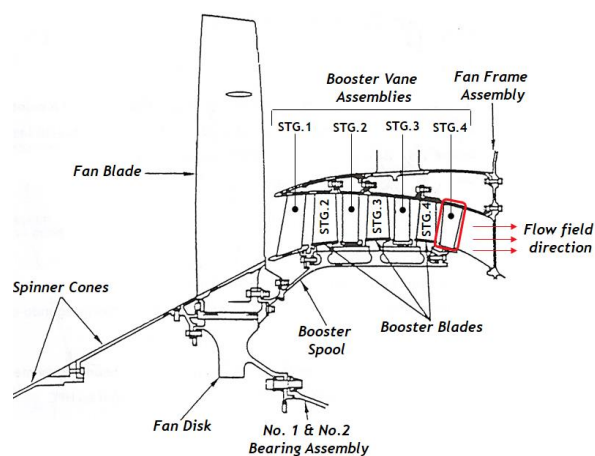 Booster Vane
Assemblies
Fan Frame
Assembly
STG.1 STG.2 STG.3 STG.4
Fan Blade
STG.2
STG.3
STG.4
Flow field
direction
Spinner Cones
Booster
Spool
Booster Blades
Fan Disk
No. 1 & No.2
Bearing Assembly